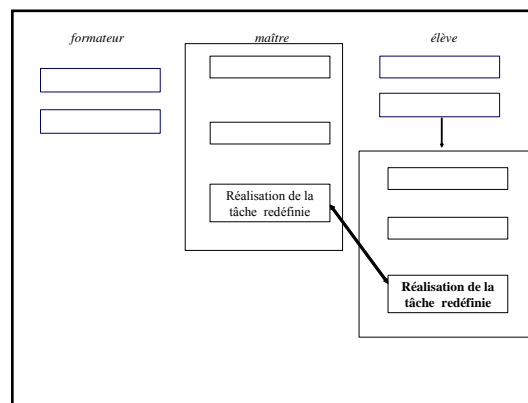 formateur
maître
élève
Réalisation de la
tâche redéfinie
Réalisation de la
tâche redéfinie